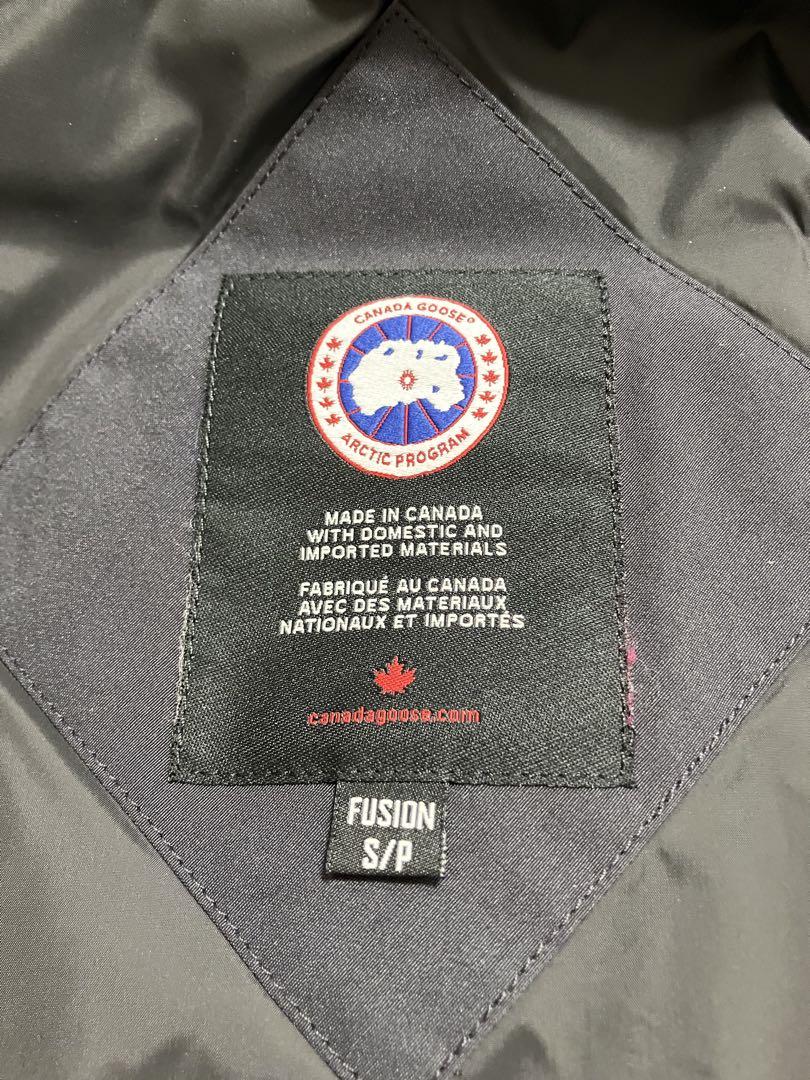 CANADA GOOSE®
ARCTIC PROGRAM
MADE IN CANADA
WITH DOMESTIC AND
IMPORTED MATERIALS
FABRIQUÉ AU CANADA
AVEC DES MATERIAUX
NATIONAUX ET IMPORTÉS
canadagoose.com
FUSION
S/P